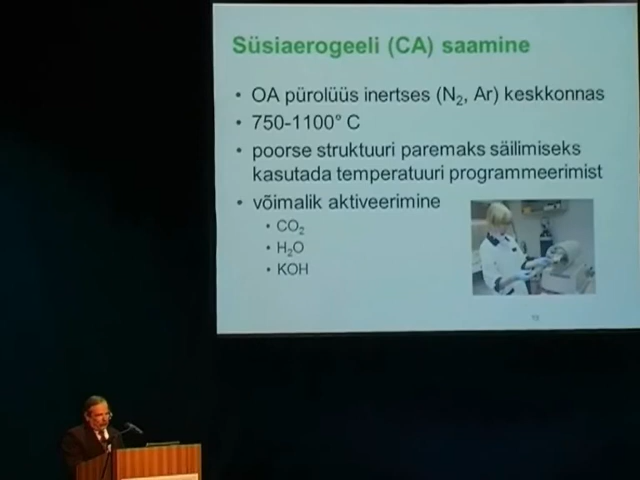 Süsiaerogeeli (CA) saamine
• OA pürolüüs inertses (N₂, Ar) keskkonnas
• 750-1100° C
• poorse struktuuri paremaks säilimiseks
kasutada temperatuuri programmeerimist
• võimalik aktiveerimine
• CO₂
• H₂O
• KOH